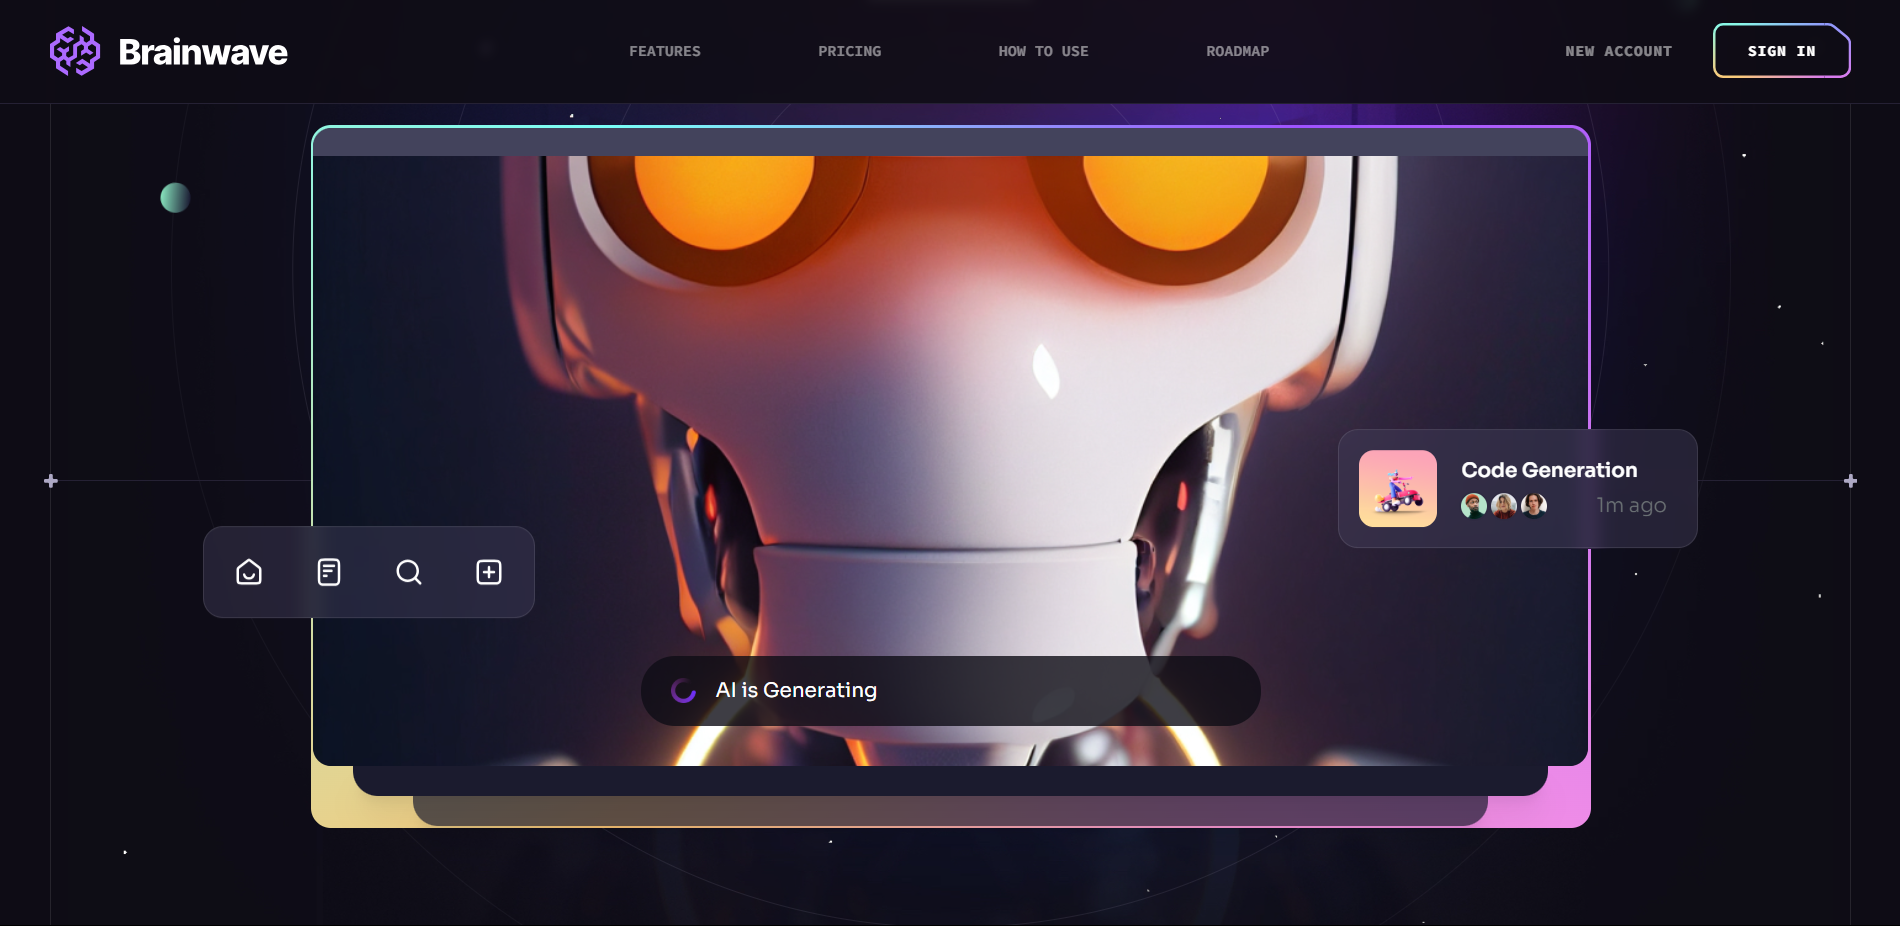 Brainwave
FEATURES
PRICING
HOW TO USE
ROADMAP
NEW ACCOUNT
SIGN IN
Code Generation
1m ago
AI is Generating